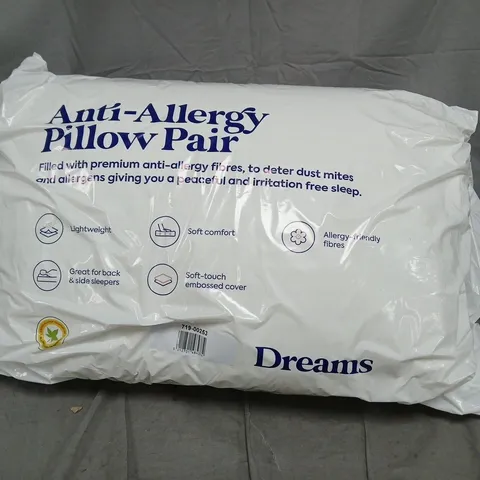 Anti-Allergy
Pillow Pair
Filled with premium anti-allergy fibres, to deter dust mites
and allergens giving you a peaceful and irritation free sleep.
Lightweight
Soft comfort
Allergy-friendly
fibres
Great for back
& side sleepers
Soft-touch
embossed cover
719-00252
Dreams